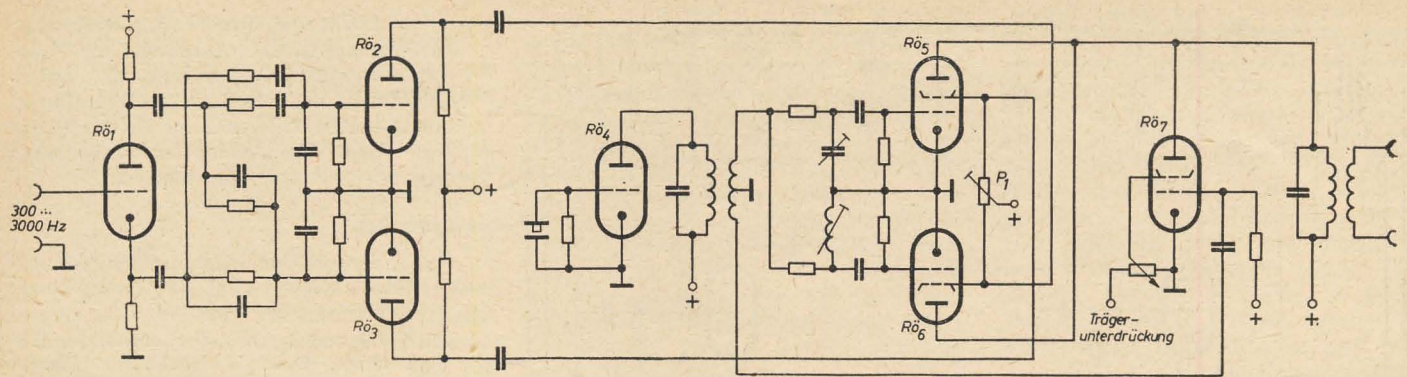 +
Rö1
300 ...
3000 Hz
Rö2
Rö3
+
Rö4
+
Rö5
P1
+
Rö6
Rö7
Träger-
unterdrückung
+
+